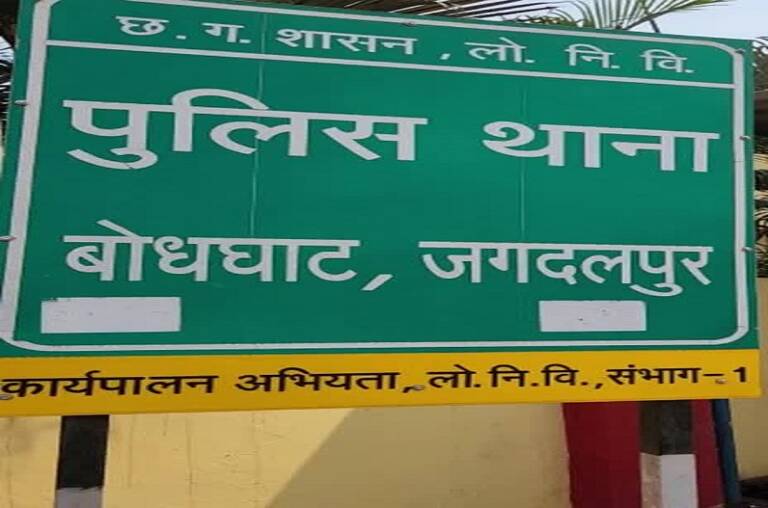 छ. ग. शासन, लो. नि. वि.
पुलिस थाना
बोधघाट, जगदलपुर
कार्यपालन अभियता, लो. नि. वि., संभाग-1